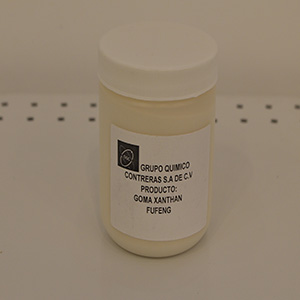 GRUPO QUIMICO
CONTRERAS S.A DE C.V
PRODUCTO:
GOMA XANTHAN
FUFENG